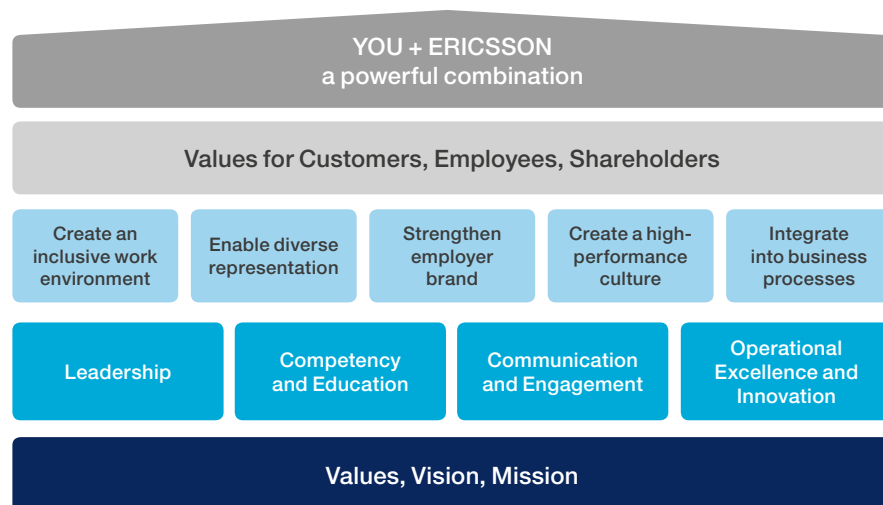 YOU + ERICSSON
a powerful combination
Values for Customers, Employees, Shareholders
Create an
inclusive work
environment
Enable diverse
representation
Strengthen
employer
brand
Create a high-
performance
culture
Integrate
into business
processes
Leadership
Competency
and Education
Communication
and Engagement
Operational
Excellence and
Innovation
Values, Vision, Mission